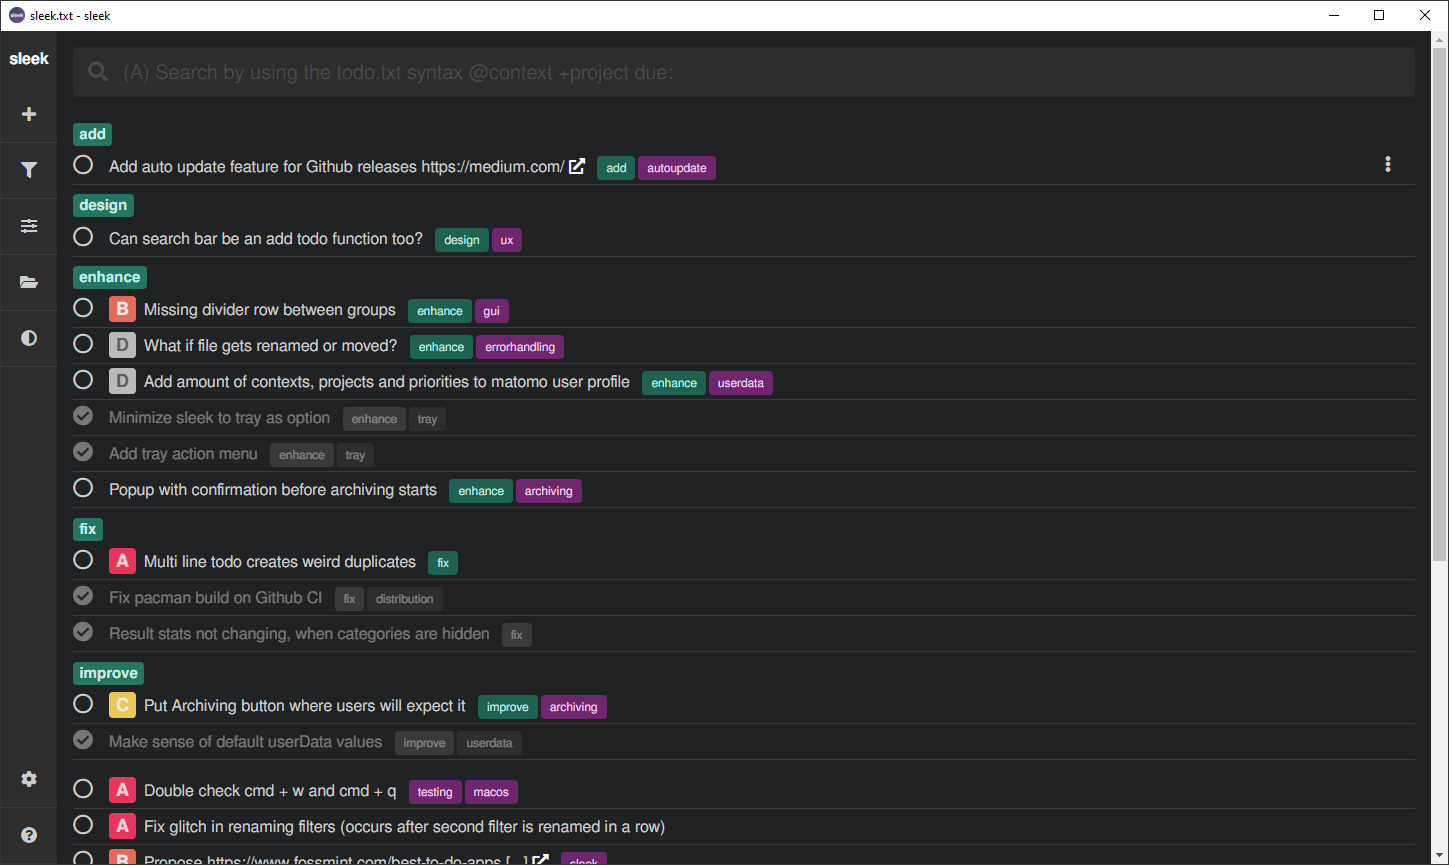 sleek.txt - sleek
sleek
(A) Search by using the todo.txt syntax @context +project due:
add
Add auto update feature for Github releases https://medium.com/ add autoupdate
design
Can search bar be an add todo function too? design ux
enhance
B Missing divider row between groups enhance gui
D What if file gets renamed or moved? enhance errorhandling
D Add amount of contexts, projects and priorities to matomo user profile enhance userdata
Minimize sleek to tray as option enhance tray
Add tray action menu enhance tray
Popup with confirmation before archiving starts enhance archiving
fix
A Multi line todo creates weird duplicates fix
Fix pacman build on Github CI fix distribution
Result stats not changing, when categories are hidden fix
improve
C Put Archiving button where users will expect it improve archiving
Make sense of default userData values improve userdata
A Double check cmd + w and cmd + q testing macos
A Fix glitch in renaming filters (occurs after second filter is renamed in a row)
B Propose https://www.fossmint.com/best-to-do-apps [...] sleek